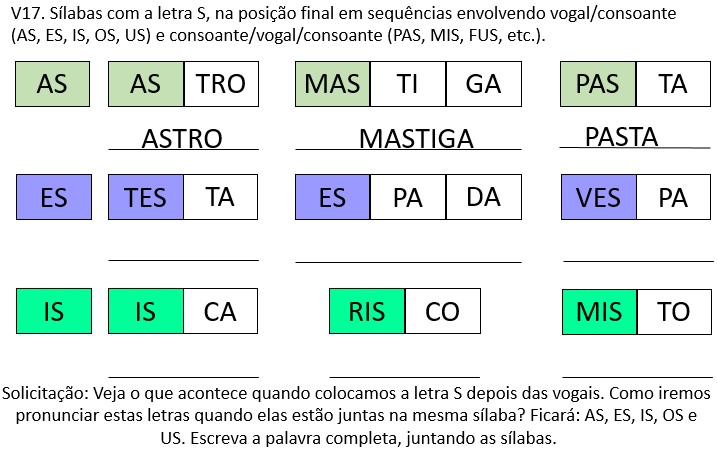 V17. Sílabas com a letra S, na posição final em sequências envolvendo vogal/consoante
(AS, ES, IS, OS, US) e consoante/vogal/consoante (PAS, MIS, FUS, etc.).
AS AS TRO MAS TI GA PAS TA
ASTRO MASTIGA PASTA
ES TES TA ES PA DA VES PA
IS IS CA RIS CO MIS TO
Solicitação: Veja o que acontece quando colocamos a letra S depois das vogais. Como iremos
pronunciar estas letras quando elas estão juntas na mesma sílaba? Ficará: AS, ES, IS, OS e
US. Escreva a palavra completa, juntando as sílabas.